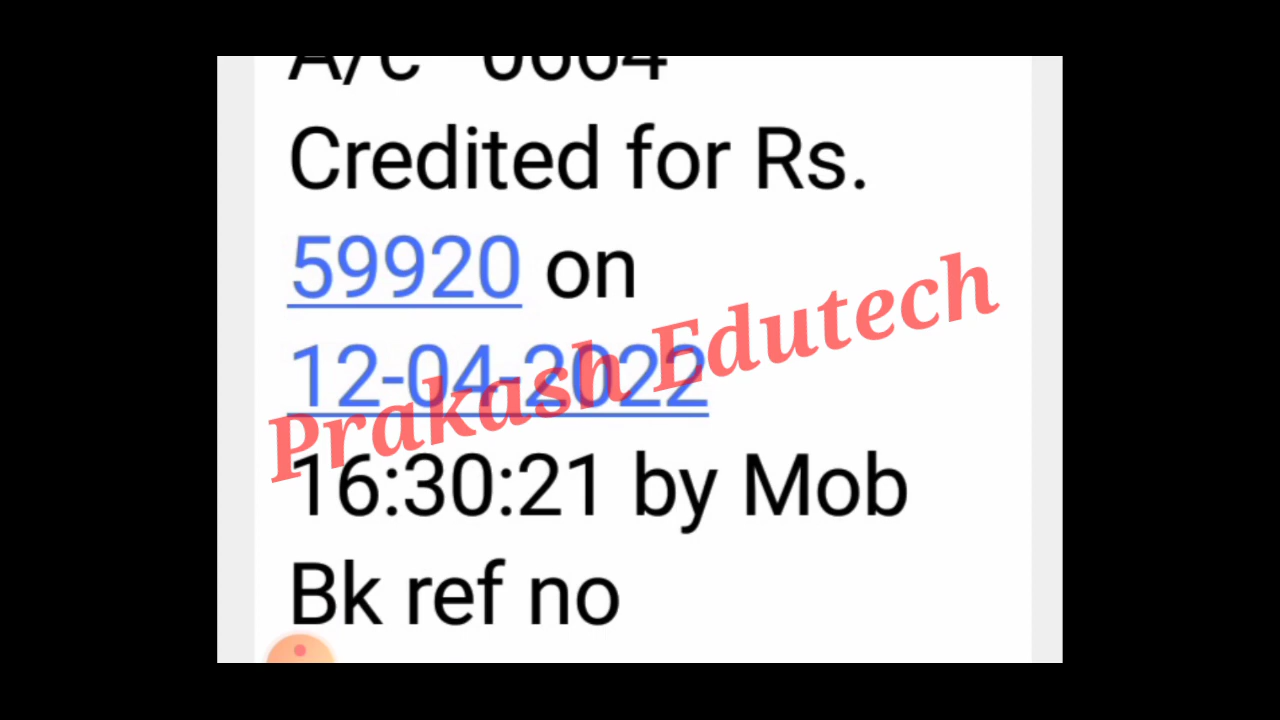 A/c
Credited for Rs.
59920 on
12-04-2022
16:30:21 by Mob
Bk ref no
Prakash Edutech